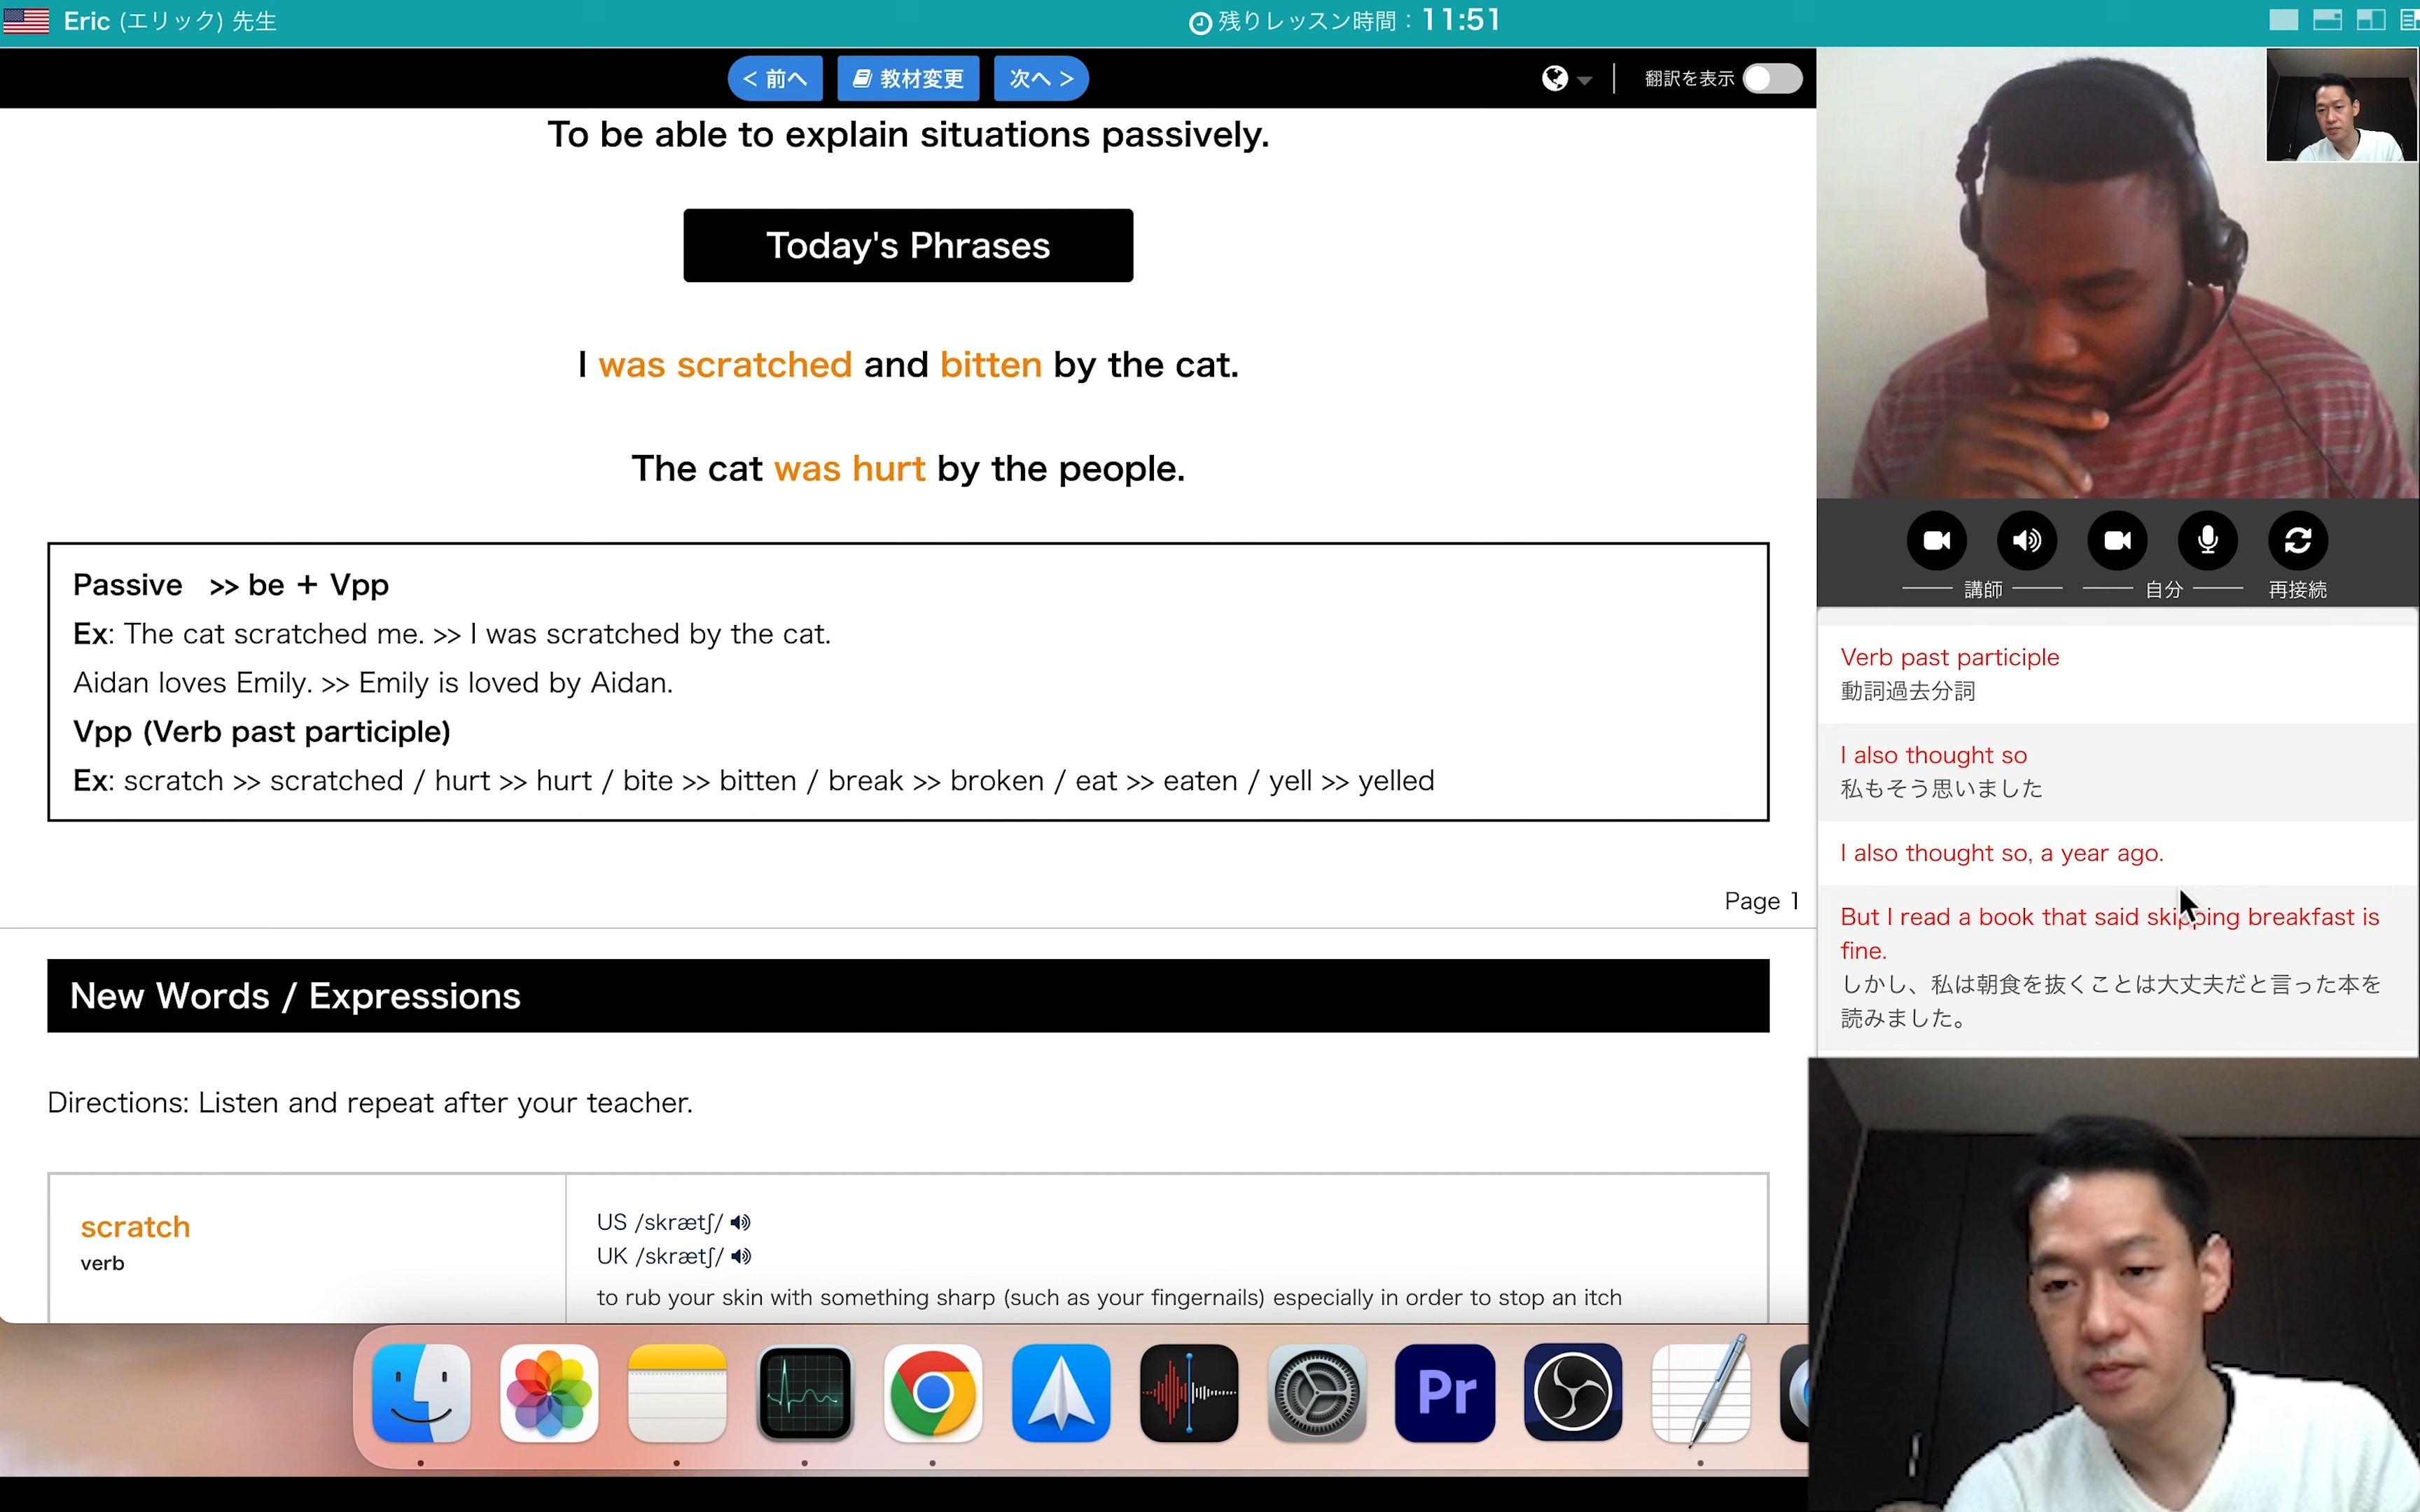 Eric (エリック) 先生
残りレッスン時間：11:51
< 前へ
教材変更
次へ >
翻訳を表示
To be able to explain situations passively.
Today's Phrases
I was scratched and bitten by the cat.
The cat was hurt by the people.
Passive >> be + Vpp
Ex: The cat scratched me. >> I was scratched by the cat.
Aidan loves Emily. >> Emily is loved by Aidan.
Vpp (Verb past participle)
Ex: scratch >> scratched / hurt >> hurt / bite >> bitten / break >> broken / eat >> eaten / yell >> yelled
Page 1
New Words / Expressions
Directions: Listen and repeat after your teacher.
scratch
verb
US /skrætʃ/
UK /skrætʃ/
to rub your skin with something sharp (such as your fingernails) especially in order to stop an itch
講師
自分
再接続
Verb past participle
動詞過去分詞
I also thought so
私もそう思いました
I also thought so, a year ago.
But I read a book that said skipping breakfast is
fine.
しかし、私は朝食を抜くことは大丈夫だと言った本を
読みました。
Pr